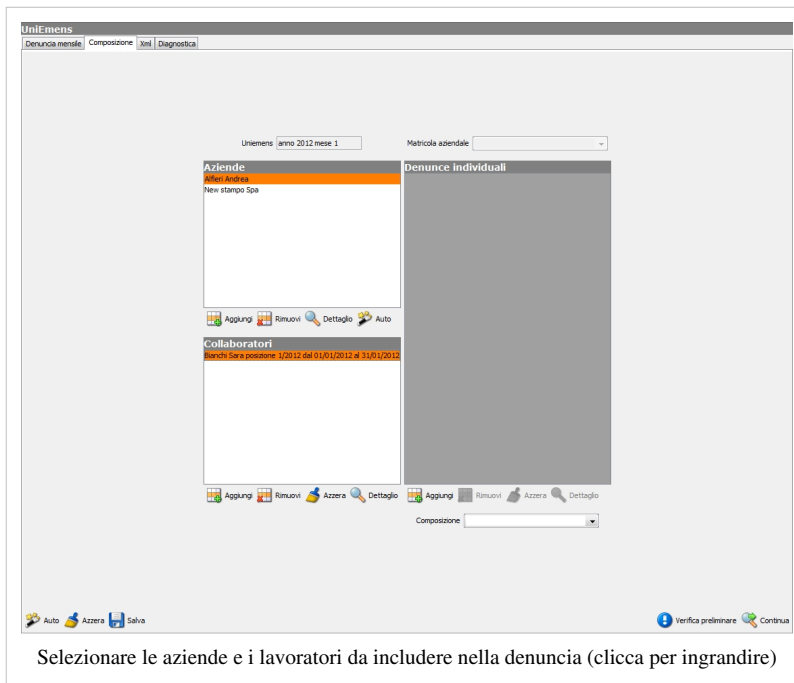 UniEmens
Denuncia mensile Composizione Xml Diagnostica
Uniemens anno 2012 mese 1 Matricola aziendale
Aziende
Alfieri Andrea
New stampo Spa
Aggiungi Rimuovi Dettaglio Auto
Denunce individuali
Collaboratori
Bianchi Sara posizione 1/2012 dal 01/01/2012 al 31/01/2012
Aggiungi Rimuovi Azzera Dettaglio
Aggiungi Rimuovi Azzera Dettaglio
Composizione
Auto Azzera Salva
Verifica preliminare Continua
Selezionare le aziende e i lavoratori da includere nella denuncia (clicca per ingrandire)